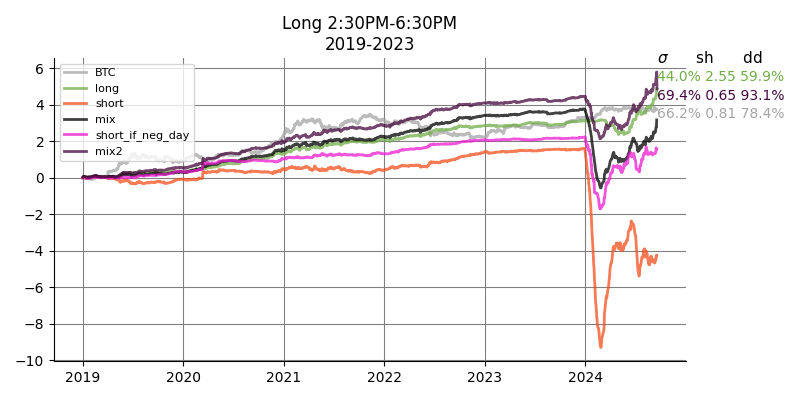 Long 2:30PM-6:30PM
2019-2023
σ sh dd
44.0% 2.55 59.9%
69.4% 0.65 93.1%
66.2% 0.81 78.4%
BTC
long
short
mix
short_if_neg_day
mix2
6
4
2
0
−2
−4
−6
−8
−10
2019 2020 2021 2022 2023 2024